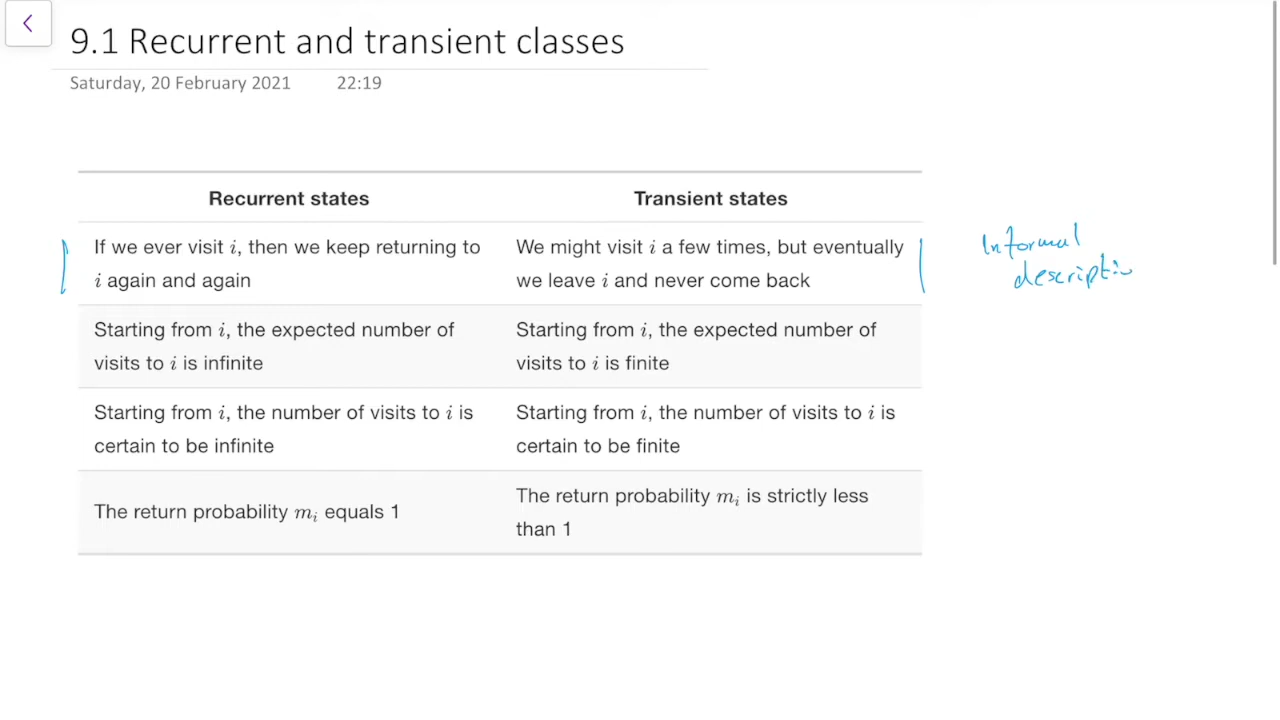 9.1 Recurrent and transient classes
Saturday, 20 February 2021 22:19
Recurrent states Transient states
If we ever visit i, then we keep returning to
i again and again
We might visit i a few times, but eventually
we leave i and never come back
Informal
descriptio
Starting from i, the expected number of
visits to i is infinite
Starting from i, the expected number of
visits to i is finite
Starting from i, the number of visits to i is
certain to be infinite
Starting from i, the number of visits to i is
certain to be finite
The return probability mᵢ equals 1
The return probability mᵢ is strictly less
than 1